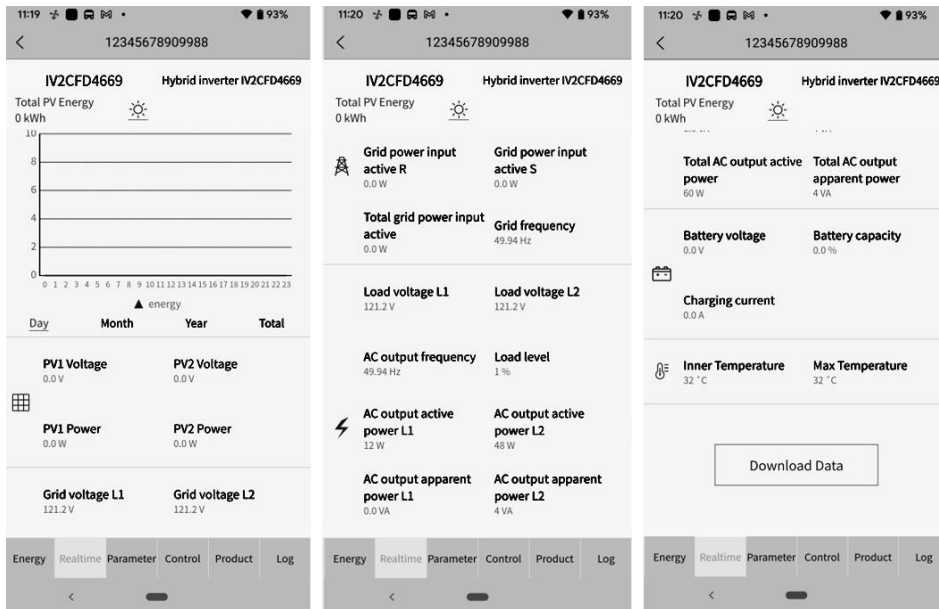 11:19
93%
12345678909988
IV2CFD4669 Hybrid inverter IV2CFD4669
Total PV Energy
0 kWh
10
8
6
4
2
0
0 1 2 3 4 5 6 7 8 9 10 11 12 13 14 15 16 17 18 19 20 21 22 23
energy
Day Month Year Total
PV1 Voltage PV2 Voltage
0.0 V 0.0 V
PV1 Power PV2 Power
0.0 W 0.0 W
Grid voltage L1 Grid voltage L2
121.2 V 121.2 V
Energy Realtime Parameter Control Product Log
11:20
93%
12345678909988
IV2CFD4669 Hybrid inverter IV2CFD4669
Total PV Energy
0 kWh
Grid power input Grid power input
active R active S
0.0 W 0.0 W
Total grid power input
active Grid frequency
0.0 W 49.94 Hz
Load voltage L1 Load voltage L2
121.2 V 121.2 V
AC output frequency Load level
49.94 Hz 1 %
AC output active AC output active
power L1 power L2
12 W 48 W
AC output apparent AC output apparent
power L1 power L2
0.0 VA 4 VA
Energy Realtime Parameter Control Product Log
11:20
93%
12345678909988
IV2CFD4669 Hybrid inverter IV2CFD4669
Total PV Energy
0 kWh
Total AC output active Total AC output
power apparent power
60 W 4 VA
Battery voltage Battery capacity
0.0 V 0.0 %
Charging current
0.0 A
Inner Temperature Max Temperature
32 °C 32 °C
Download Data
Energy Realtime Parameter Control Product Log